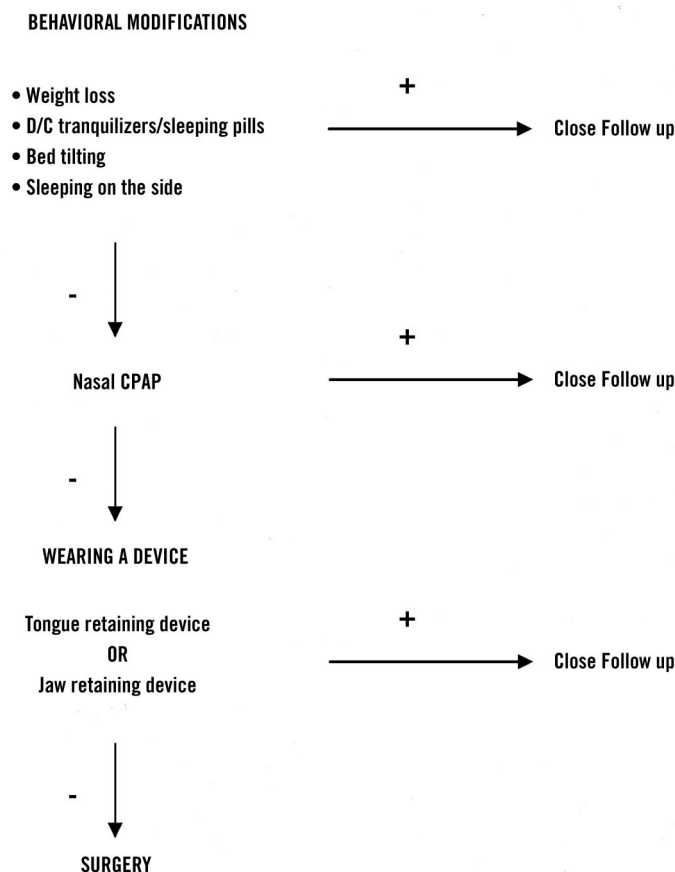 BEHAVIORAL MODIFICATIONS
• Weight loss
• D/C tranquilizers/sleeping pills
• Bed tilting
• Sleeping on the side
+
Close Follow up
-
Nasal CPAP
+
Close Follow up
-
WEARING A DEVICE
Tongue retaining device
OR
Jaw retaining device
+
Close Follow up
-
SURGERY